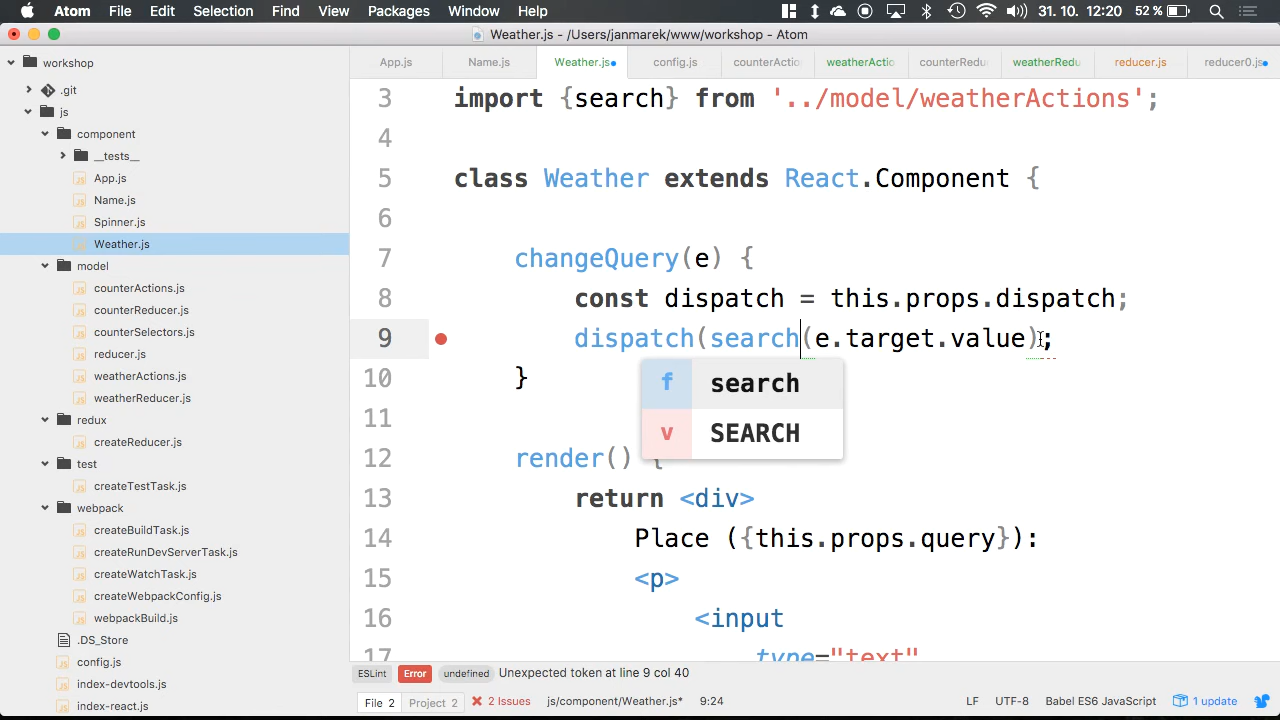 Atom File Edit Selection Find View Packages Window Help 31. 10. 12:20 52 %
Weather.js - /Users/janmarek/www/workshop - Atom
workshop
.git
js
component
__tests__
App.js
Name.js
Spinner.js
Weather.js
model
counterActions.js
counterReducer.js
counterSelectors.js
reducer.js
weatherActions.js
weatherReducer.js
redux
createReducer.js
test
createTestTask.js
webpack
createBuildTask.js
createRunDevServerTask.js
createWatchTask.js
createWebpackConfig.js
webpackBuild.js
.DS_Store
config.js
index-devtools.js
index-react.js
App.js Name.js Weather.js config.js counterActio weatherActio counterRedu weatherRedu reducer.js reducer0.js
3 import {search} from '../model/weatherActions';
4
5 class Weather extends React.Component {
6
7 changeQuery(e) {
8 const dispatch = this.props.dispatch;
9 dispatch(search(e.target.value);
10 }
f search
v SEARCH
11
12 render() {
13 return <div>
14 Place ({this.props.query}):
15 <p>
16 <input
17 type="text"
ESLint Error undefined Unexpected token at line 9 col 40
File 2 Project 2 2 Issues js/component/Weather.js* 9:24 LF UTF-8 Babel ES6 JavaScript 1 update